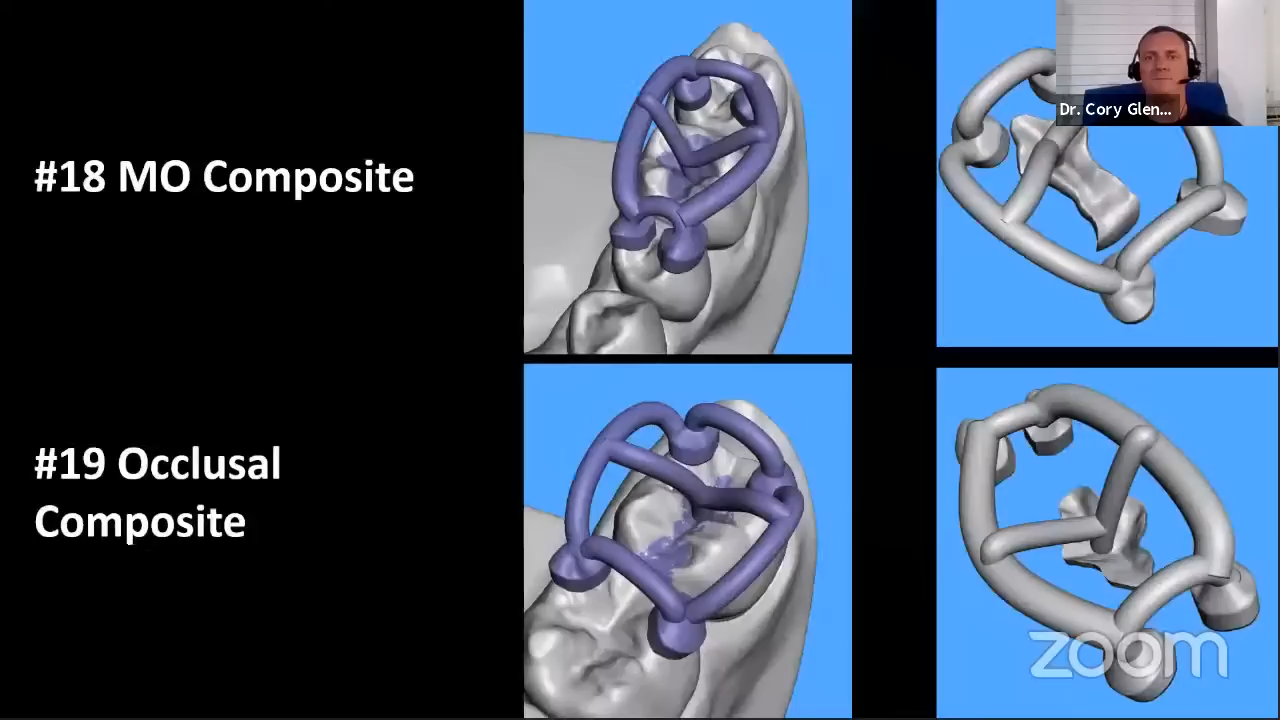 Dr. Cory Glen...
#18 MO Composite
#19 Occlusal
Composite
zoom